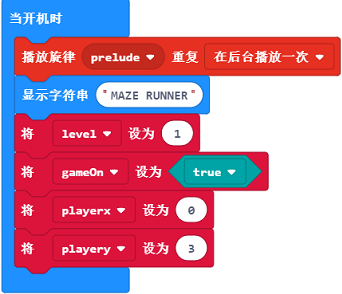 当开机时
播放旋律 prelude 重复 在后台播放一次
显示字符串 "MAZE RUNNER"
将 level 设为 1
将 gameOn 设为 true
将 playerx 设为 0
将 playery 设为 3